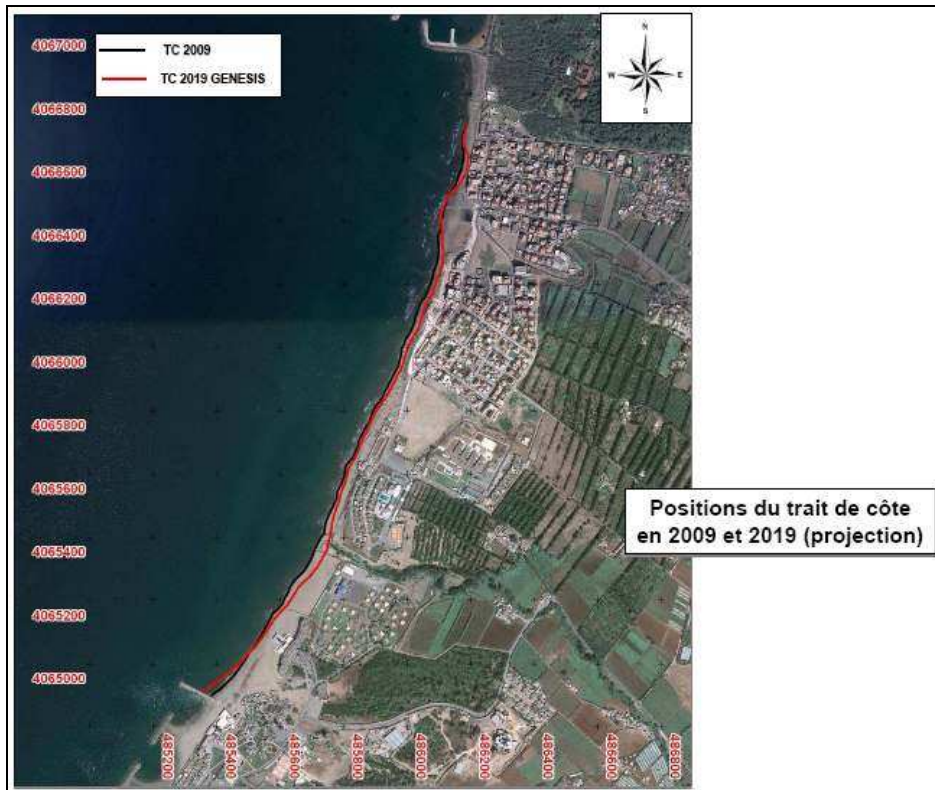 TC 2009
TC 2019 GENESIS
N
W E
S
4067000
4066800
4066600
4066400
4066200
4066000
4065800
4065600
4065400
4065200
4065000
Positions du trait de côte
en 2009 et 2019 (projection)
485200
485400
485600
485800
486000
486200
486400
486600
486800